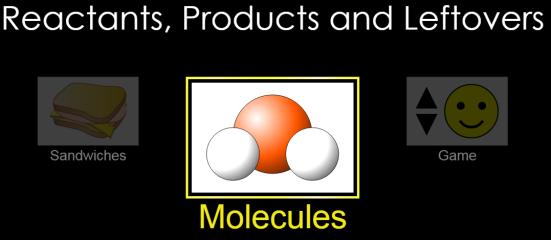 Reactants, Products and Leftovers
Sandwiches
Game
Molecules